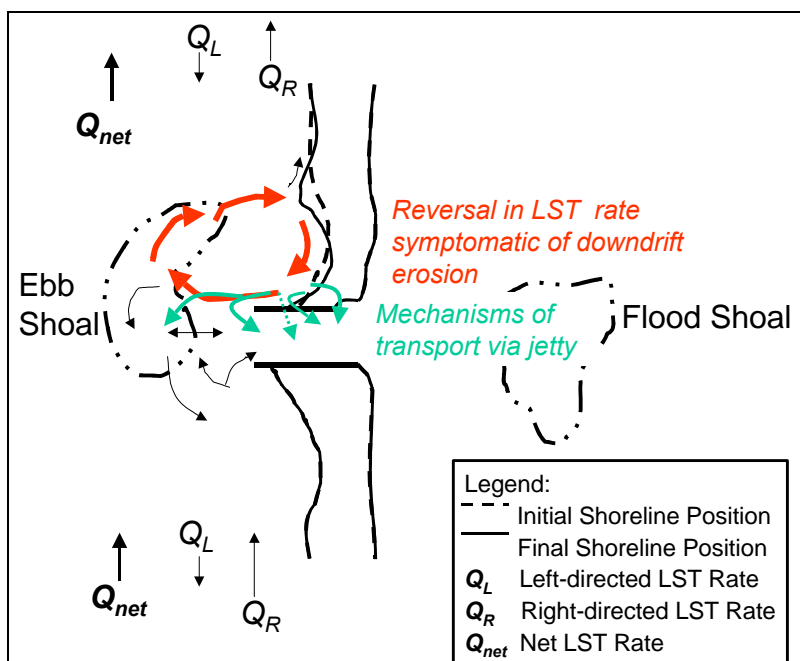 Q_L
Q_R
Q_net
Reversal in LST rate
symptomatic of downdrift
erosion
Ebb
Shoal
Mechanisms of
transport via jetty
Flood Shoal
Q_L
Q_net
Q_R
Legend:
Initial Shoreline Position
Final Shoreline Position
Q_L Left-directed LST Rate
Q_R Right-directed LST Rate
Q_net Net LST Rate